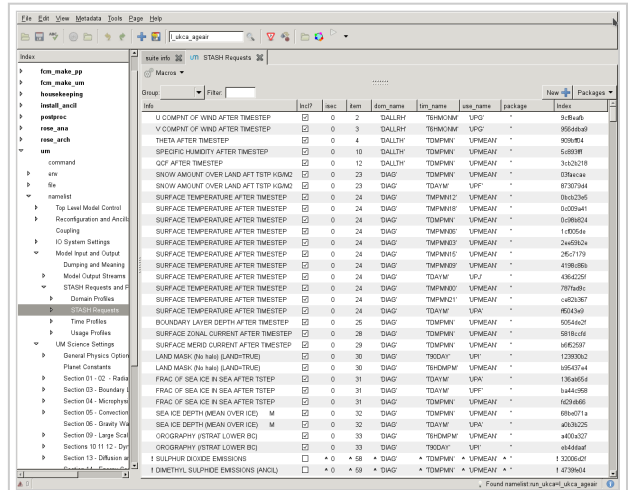 File Edit View Metadata Tools Page Help
l_ukca_ageair
Index
fcm_make_pp
fcm_make_um
housekeeping
install_ancil
postproc
rose_ana
rose_arch
um
command
env
file
namelist
Top Level Model Control
Reconfiguration and Ancilla
Coupling
IO System Settings
Model Input and Output
Dumping and Meaning
Model Output Streams
STASH Requests and P
Domain Profiles
STASH Requests
Time Profiles
Usage Profiles
UM Science Settings
General Physics Option
Planet Constants
Section 01 - 02 - Radia
Section 03 - Boundary L
Section 04 - Microphysi
Section 05 - Convection
Section 06 - Gravity Wa
Section 09 - Large Scal
Sections 10 11 12 - Dyn
Section 13 - Diffusion ar
suite info um STASH Requests
Macros
Group: Filter: New Packages
Info Incl? isec item dom_name tim_name use_name package Index
U COMPNT OF WIND AFTER TIMESTEP 0 2 'DALLRH' 'T6HMONM' 'UPG' '' 9cf8eafb
V COMPNT OF WIND AFTER TIMESTEP 0 3 'DALLRH' 'T6HMONM' 'UPG' '' 956ddba9
THETA AFTER TIMESTEP 0 4 'DALLTH' 'TDMPMN' 'UPMEAN' ''
SPECIFIC HUMIDITY AFTER TIMESTEP 0 10 'DALLTH' 'TDMPMN' 'UPMEAN' '' 5c893fff
QCF AFTER TIMESTEP 0 12 'DALLTH' 'TDMPMN' 'UPMEAN' '' 3cb2b218
SNOW AMOUNT OVER LAND AFT TSTP KG/M2 0 23 'DIAG' 'TDMPMN' 'UPMEAN' '' 03faecae
SNOW AMOUNT OVER LAND AFT TSTP KG/M2 0 23 'DIAG' 'TDAYM' 'UPF' '' 873079d4
SURFACE TEMPERATURE AFTER TIMESTEP 0 24 'DIAG' 'TMPMN12' 'UPMEAN' '' 0bcb23e5
SURFACE TEMPERATURE AFTER TIMESTEP 0 24 'DIAG' 'TMPMN18' 'UPMEAN' '' 0c009a41
SURFACE TEMPERATURE AFTER TIMESTEP 0 24 'DIAG' 'TDMPMN' 'UPMEAN' '' 0c98b824
SURFACE TEMPERATURE AFTER TIMESTEP 0 24 'DIAG' 'TMPMN06' 'UPMEAN' '' 1cf005de
SURFACE TEMPERATURE AFTER TIMESTEP 0 24 'DIAG' 'TMPMN03' 'UPMEAN' '' 2ee59b2e
SURFACE TEMPERATURE AFTER TIMESTEP 0 24 'DIAG' 'TMPMN15' 'UPMEAN' '' 2f5c7179
SURFACE TEMPERATURE AFTER TIMESTEP 0 24 'DIAG' 'TMPMN09' 'UPMEAN' '' 4198c86b
SURFACE TEMPERATURE AFTER TIMESTEP 0 24 'DIAG' 'TDAYM' 'UPJ' '' 436d225f
SURFACE TEMPERATURE AFTER TIMESTEP 0 24 'DIAG' 'TMPMN00' 'UPMEAN' '' 787fad9c
SURFACE TEMPERATURE AFTER TIMESTEP 0 24 'DIAG' 'TMPMN21' 'UPMEAN' '' ce82b367
SURFACE TEMPERATURE AFTER TIMESTEP 0 24 'DIAG' 'TDAYM' 'UPA' '' ff5043e9
BOUNDARY LAYER DEPTH AFTER TIMESTEP 0 25 'DIAG' 'TDMPMN' 'UPMEAN' '' 5054de2f
SURFACE ZONAL CURRENT AFTER TIMESTEP 0 28 'DIAG' 'TDMPMN' 'UPMEAN' '' 5818ccfd
SURFACE MERID CURRENT AFTER TIMESTEP 0 29 'DIAG' 'TDMPMN' 'UPMEAN' '' b6f62597
LAND MASK (No halo) (LAND=TRUE) 0 30 'DIAG' 'T90DAY' 'UPI' '' 123930b2
LAND MASK (No halo) (LAND=TRUE) 0 30 'DIAG' 'T6HDMPM' 'UPMEAN' '' b95437e4
FRAC OF SEA ICE IN SEA AFTER TSTEP 0 31 'DIAG' 'TDAYM' 'UPA' '' 136ab65d
FRAC OF SEA ICE IN SEA AFTER TSTEP 0 31 'DIAG' 'TDAYM' 'UPF' '' ba44c958
FRAC OF SEA ICE IN SEA AFTER TSTEP 0 31 'DIAG' 'TDMPMN' 'UPMEAN' '' fd29db66
SEA ICE DEPTH (MEAN OVER ICE) M 0 32 'DIAG' 'TDMPMN' 'UPMEAN' '' 68be071a
SEA ICE DEPTH (MEAN OVER ICE) M 0 32 'DIAG' 'TDAYM' 'UPA' '' a0b3b225
OROGRAPHY (/STRAT LOWER BC) 0 33 'DIAG' 'T6HDMPM' 'UPMEAN' '' a400a327
OROGRAPHY (/STRAT LOWER BC) 0 33 'DIAG' 'T90DAY' 'UPI' '' eb4ddaaf
! SULPHUR DIOXIDE EMISSIONS ^ 0 ^ 58 ^ 'DIAG' ^ 'TDMPMN' ^ 'UPMEAN' ^ '' ! 32006d2f
! DIMETHYL SULPHIDE EMISSIONS (ANCIL) ^ 0 ^ 59 ^ 'DIAG' ^ 'TDMPMN' ^ 'UPMEAN' ^ '' ! 4739fe04
0 Found namelist:run_ukca=l_ukca_ageair